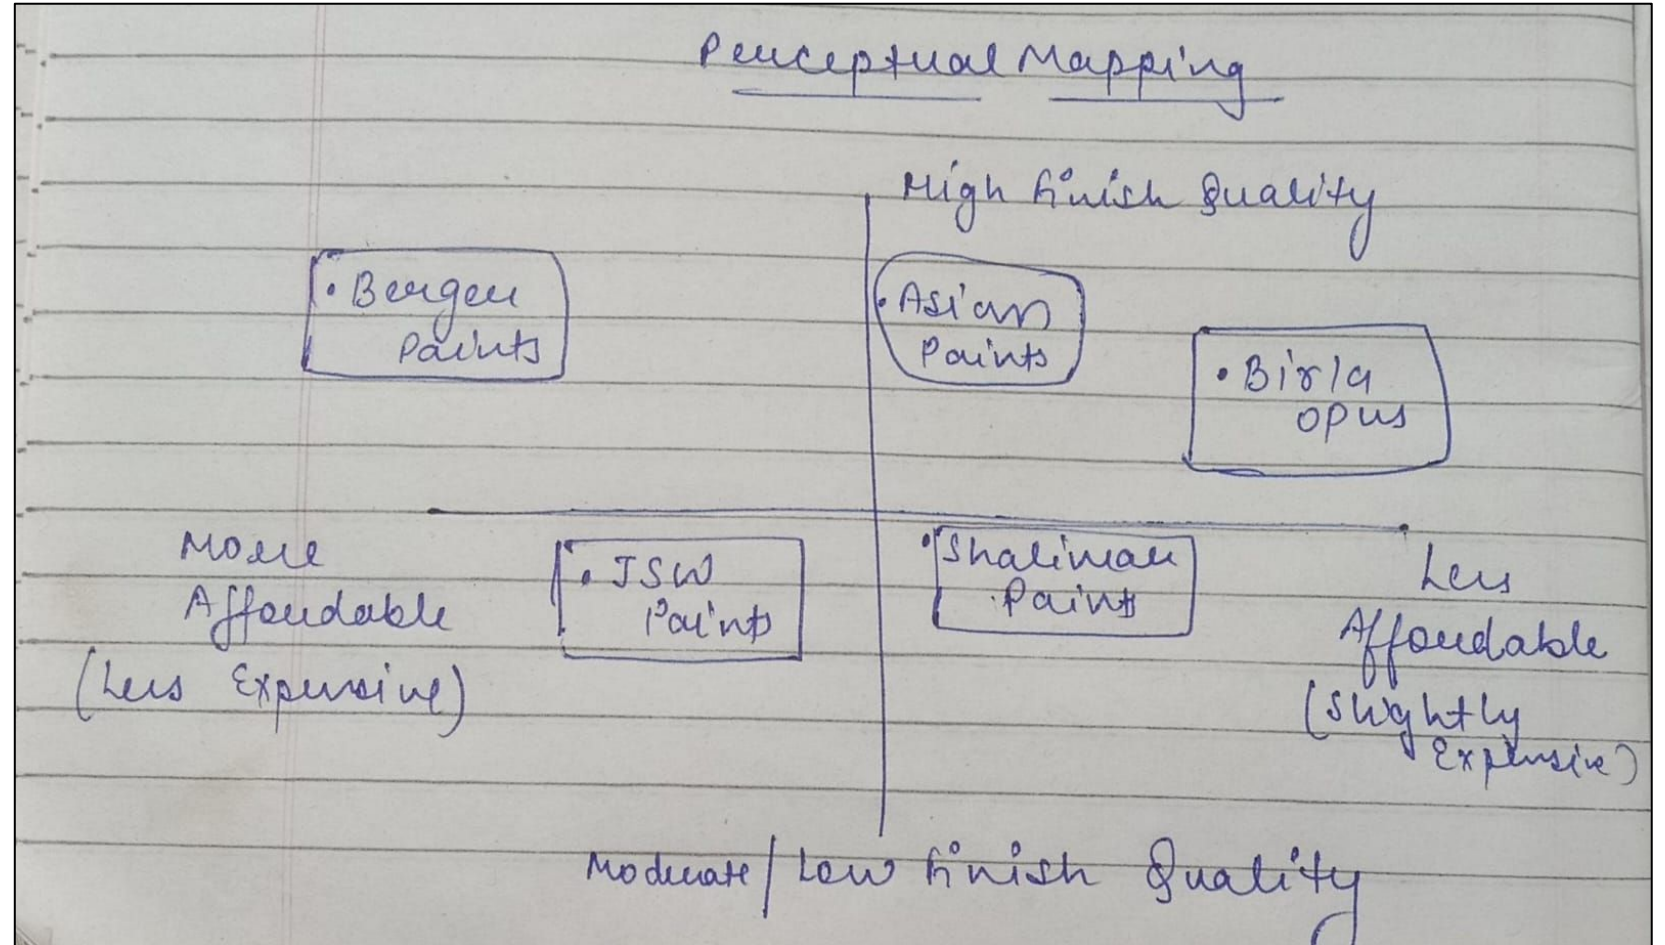 Perceptual Mapping
High Finish Quality
• Berger
Paints
• Asian
Paints
• Birla
opus
More
Affordable
(Less Expensive)
• JSW
Paints
• Shalimar
Paints
Less
Affordable
(Slightly
Expensive)
Moderate/Low Finish Quality